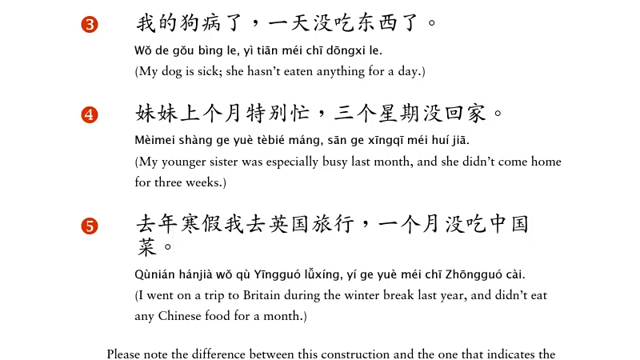 3 我的狗病了，一天没吃东西了。
Wǒ de gǒu bìng le, yì tiān méi chī dōngxi le.
(My dog is sick; she hasn't eaten anything for a day.)
4 妹妹上个月特别忙，三个星期没回家。
Mèimei shàng ge yuè tèbié máng, sān ge xīngqī méi huí jiā.
(My younger sister was especially busy last month, and she didn't come home
for three weeks.)
5 去年寒假我去英国旅行，一个月没吃中国
菜。
Qùnián hánjià wǒ qù Yīngguó lǚxíng, yí ge yuè méi chī Zhōngguó cài.
(I went on a trip to Britain during the winter break last year, and didn't eat
any Chinese food for a month.)
Please note the difference between this construction and the one that indicates the